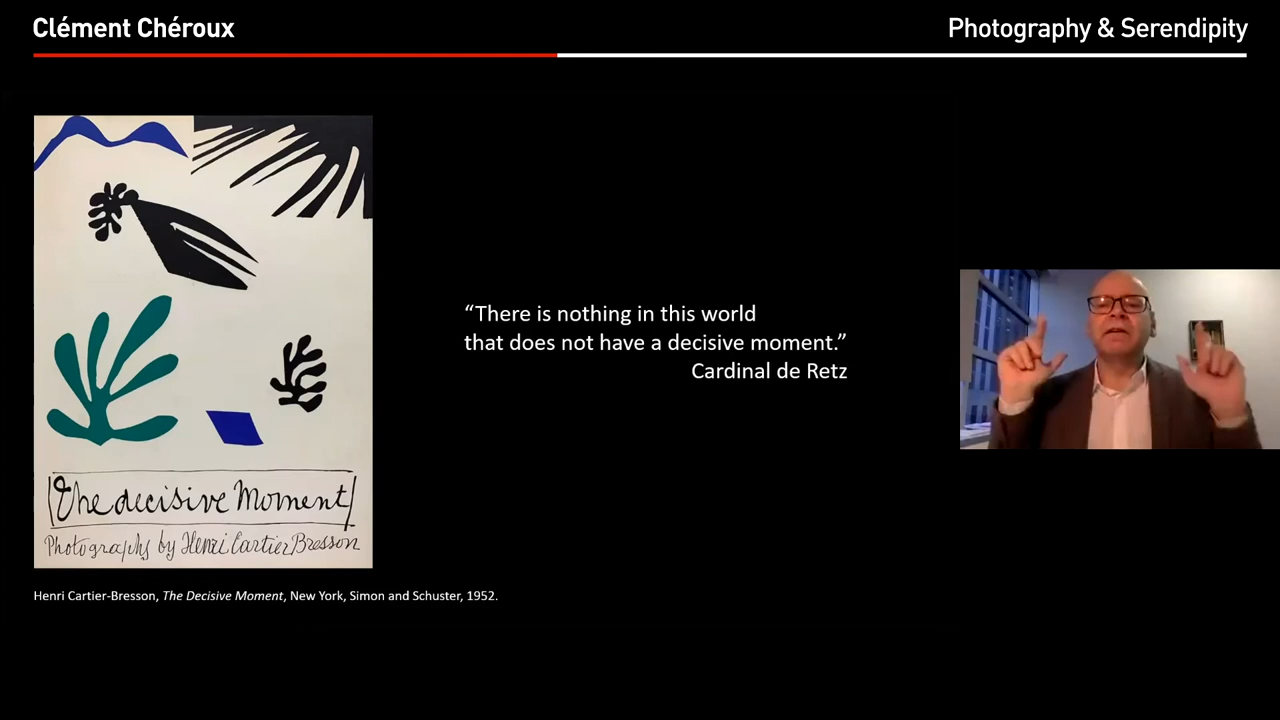 Clément Chéroux
Photography & Serendipity
“There is nothing in this world
that does not have a decisive moment.”
Cardinal de Retz
The decisive Moment
Photographs by Henri Cartier Bresson
Henri Cartier-Bresson, The Decisive Moment, New York, Simon and Schuster, 1952.